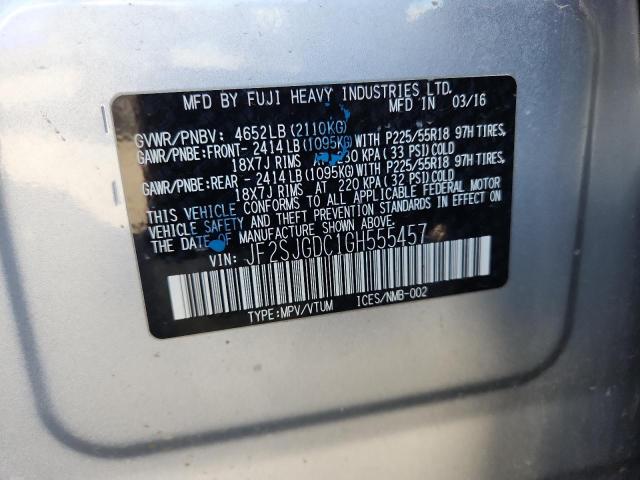 MFD BY FUJI HEAVY INDUSTRIES LTD.
MFD IN 03/16
GVWR/PNBV: 4652LB(2110KG)
GAWR/PNBE:FRONT- 2414LB(1095KG)WITH P225/55R18 97H TIRES,
18X7J RIMS AT 230 KPA(33 PSI)COLD
GAWR/PNBE:REAR - 2414LB(1095KG)WITH P225/55R18 97H TIRES,
18X7J RIMS AT 220 KPA(32 PSI)COLD
THIS VEHICLE CONFORMS TO ALL APPLICABLE FEDERAL MOTOR
VEHICLE SAFETY AND THEFT PREVENTION STANDARDS IN EFFECT ON
THE DATE OF MANUFACTURE SHOWN ABOVE.
VIN: JF2SJGDC1GH555457
TYPE:MPV/VTUM ICES/NMB-002